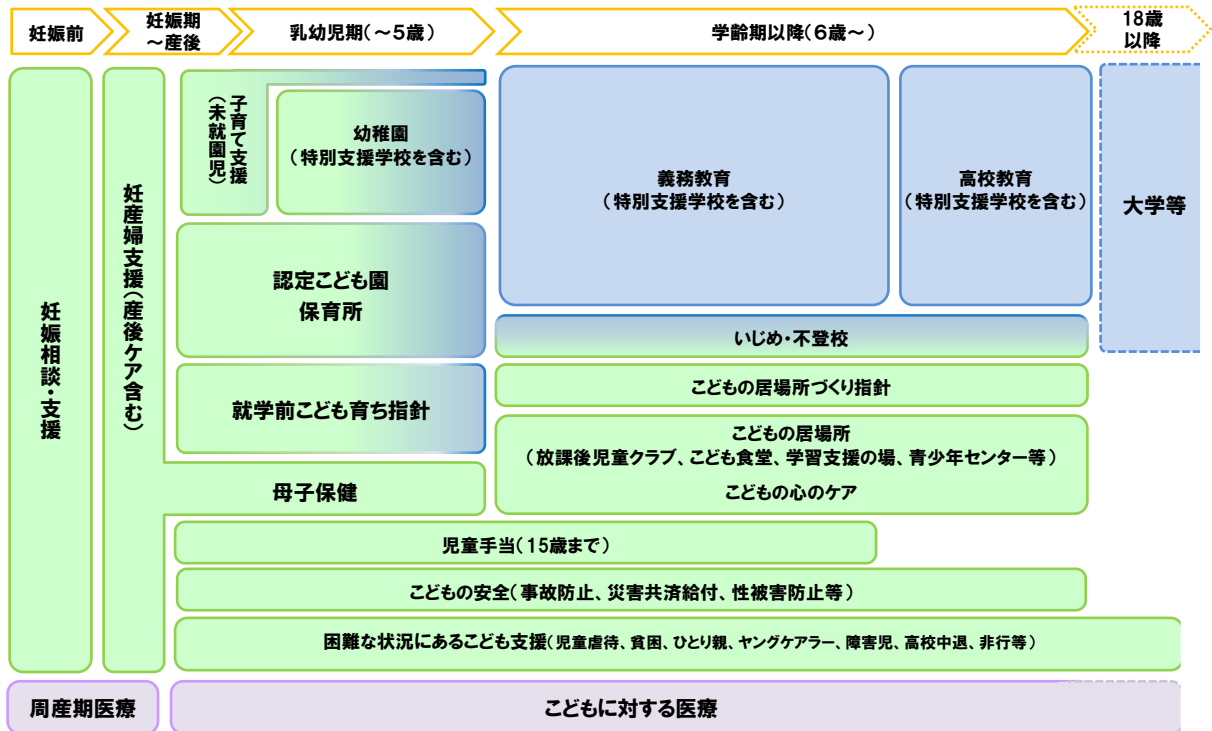 妊娠前
妊娠期
～産後
乳幼児期(～5歳)
学齢期以降(6歳～)
18歳
以降
妊娠相談・支援
妊産婦支援(産後ケア含む)
子育て支援
(未就園児)
幼稚園
(特別支援学校を含む)
認定こども園
保育所
就学前こども育ち指針
母子保健
義務教育
(特別支援学校を含む)
高校教育
(特別支援学校を含む)
大学等
いじめ・不登校
こどもの居場所づくり指針
こどもの居場所
(放課後児童クラブ、こども食堂、学習支援の場、青少年センター等)
こどもの心のケア
児童手当(15歳まで)
こどもの安全(事故防止、災害共済給付、性被害防止等)
困難な状況にあるこども支援(児童虐待、貧困、ひとり親、ヤングケアラー、障害児、高校中退、非行等)
周産期医療
こどもに対する医療